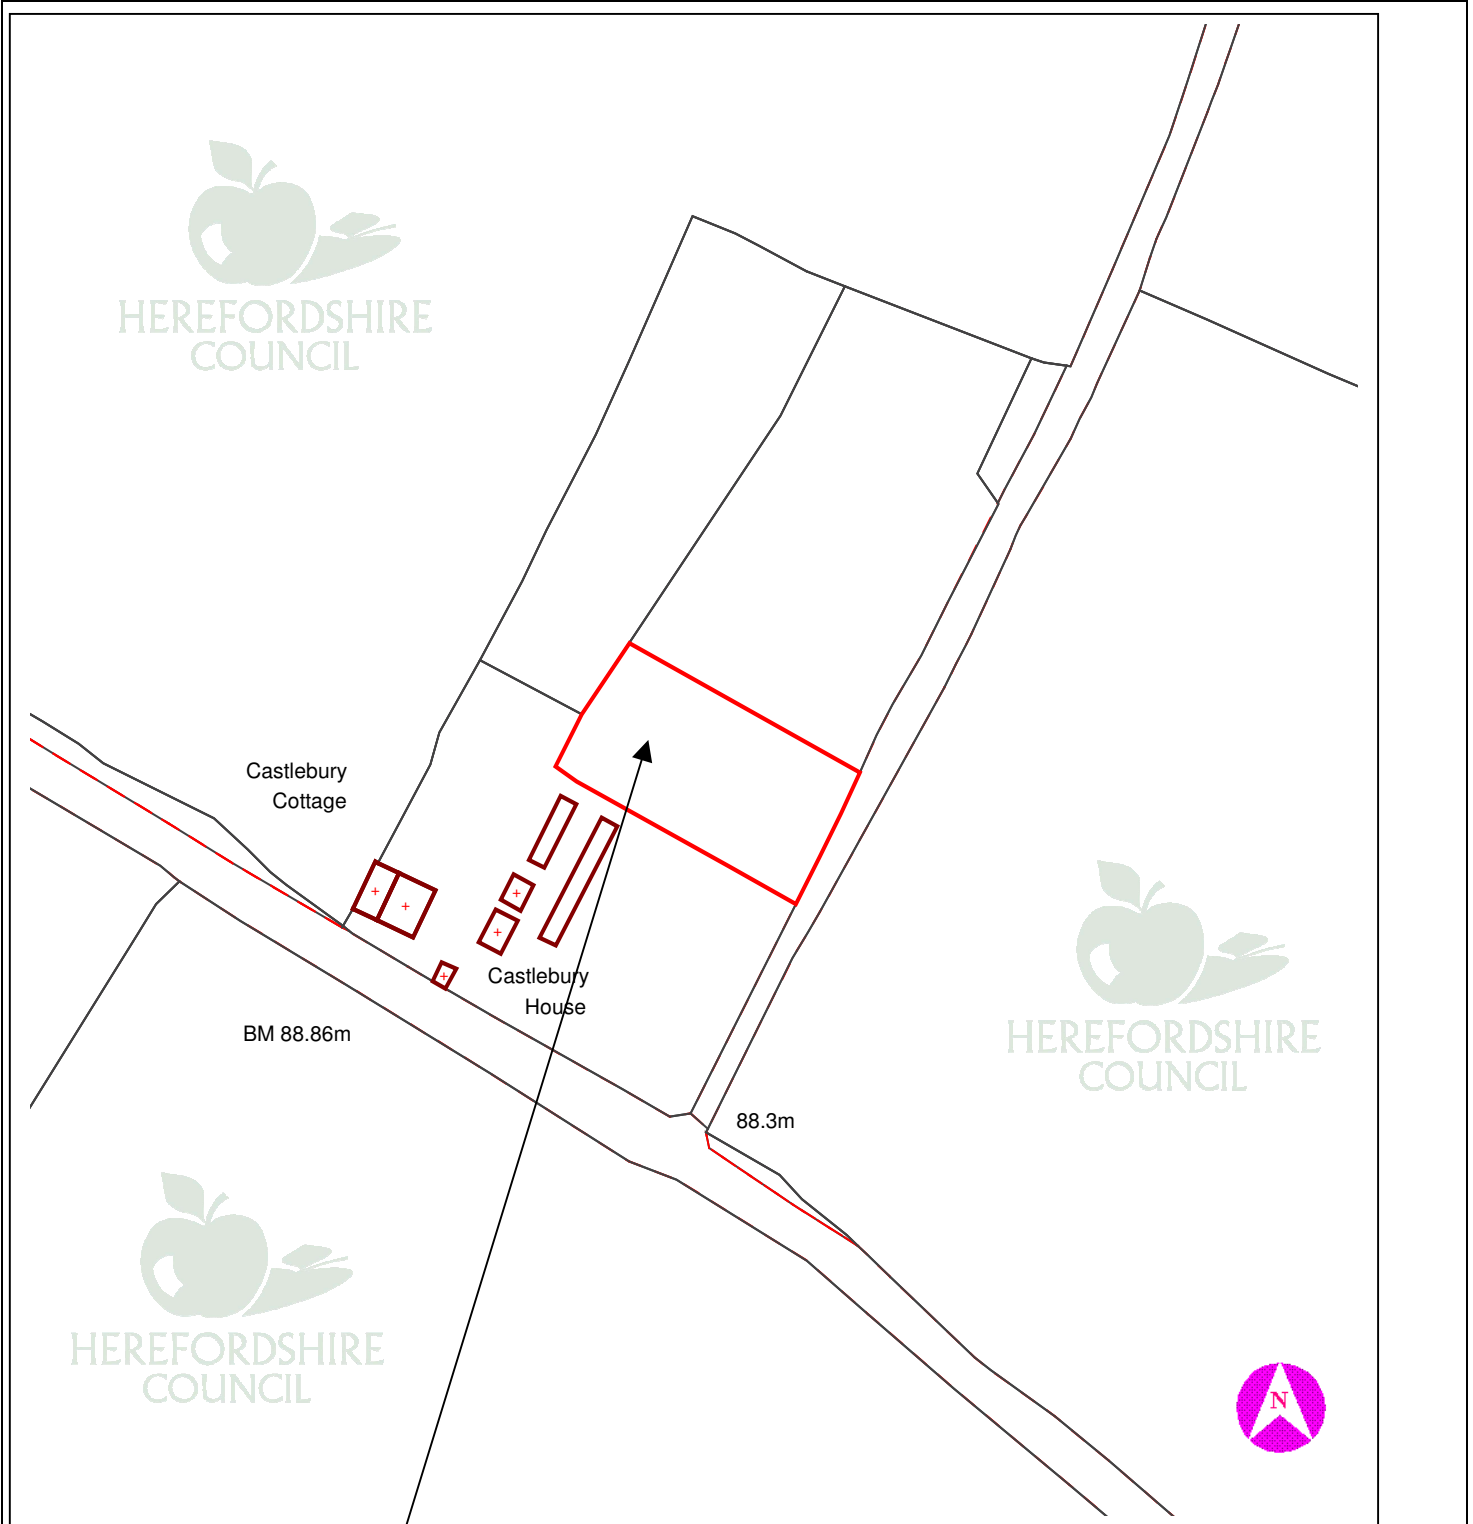 HEREFORDSHIRE
COUNCIL
Castlebury
Cottage
Castlebury
House
BM 88.86m
HEREFORDSHIRE
COUNCIL
88.3m
HEREFORDSHIRE
COUNCIL
N